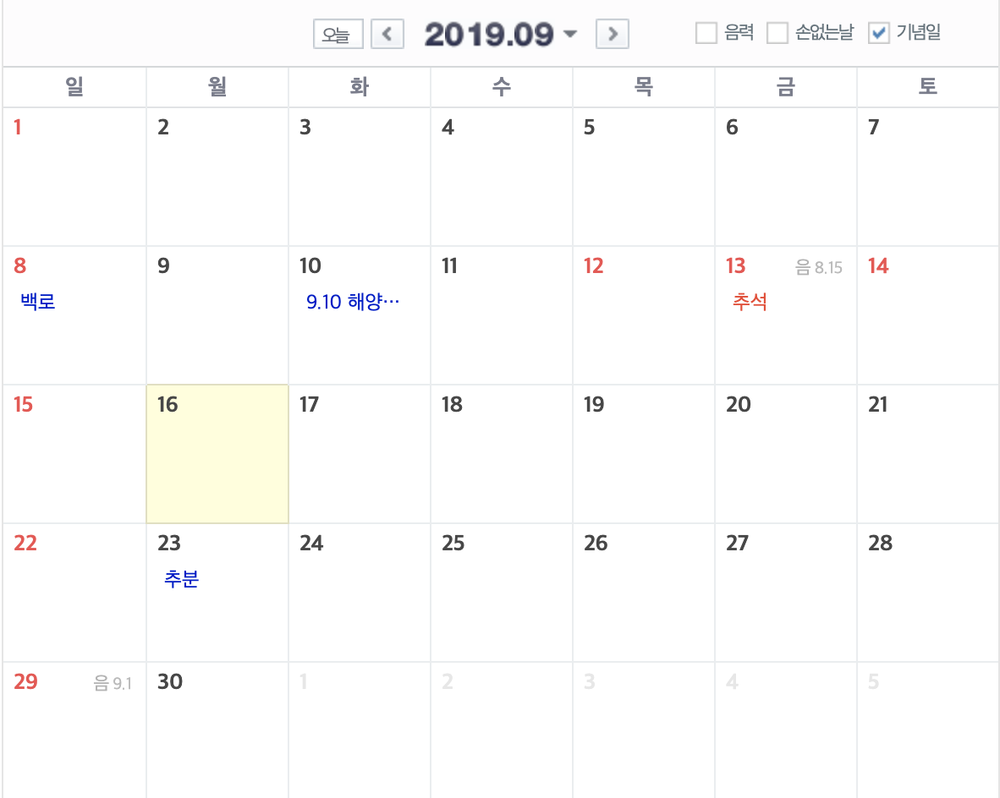 오늘 2019.09 음력 손없는날 기념일
일 월 화 수 목 금 토
1 2 3 4 5 6 7
8 9 10 11 12 13 음 8.15 14
백로 9.10 해양… 추석
15 16 17 18 19 20 21
22 23 24 25 26 27 28
추분
29 음 9.1 30 1 2 3 4 5